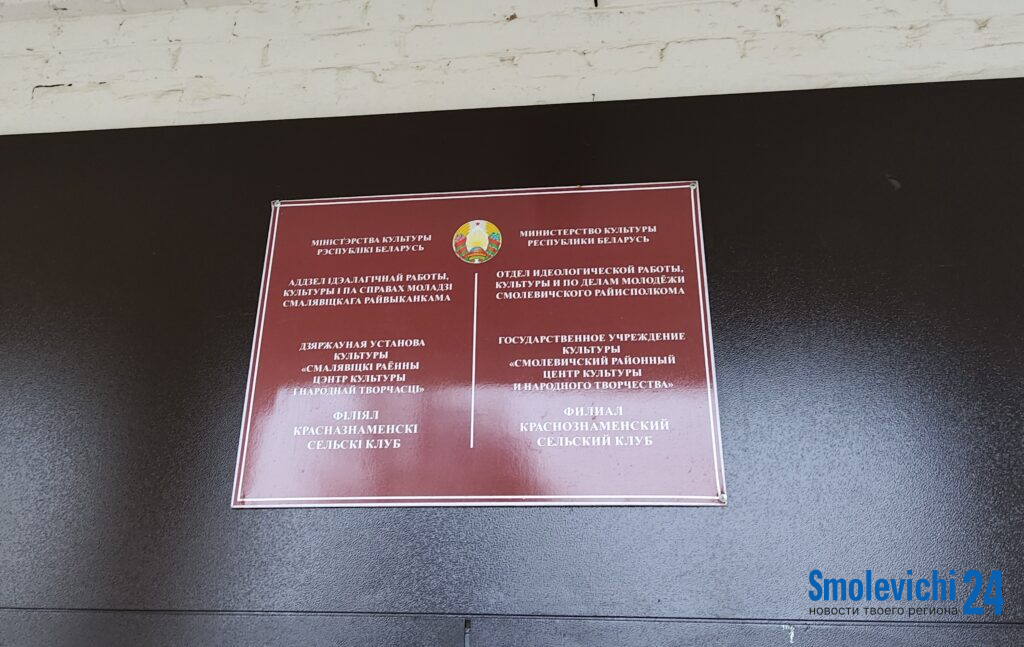 МІНІСТЭРСТВА КУЛЬТУРЫ
РЭСПУБЛІКІ БЕЛАРУСЬ
АДДЗЕЛ ІДЭАЛАГІЧНАЙ РАБОТЫ,
КУЛЬТУРЫ І ПА СПРАВАХ МОЛАДЗІ
СМАЛЯВІЦКАГА РАЙВЫКАНКАМА
ДЗЯРЖАУНАЯ УСТАНОВА
КУЛЬТУРЫ
«СМАЛЯВІЦКІ РАЁННЫ
ЦЭНТР КУЛЬТУРЫ
І НАРОДНАЙ ТВОРЧАСЦІ»
ФІЛІЯЛ
КРАСНАЗНАМЕНСКІ
СЕЛЬСКІ КЛУБ
МИНИСТЕРСТВО КУЛЬТУРЫ
РЕСПУБЛИКИ БЕЛАРУСЬ
ОТДЕЛ ИДЕОЛОГИЧЕСКОЙ РАБОТЫ,
КУЛЬТУРЫ И ПО ДЕЛАМ МОЛОДЁЖИ
СМОЛЕВИЧСКОГО РАЙИСПОЛКОМА
ГОСУДАРСТВЕННОЕ УЧРЕЖДЕНИЕ
КУЛЬТУРЫ
«СМОЛЕВИЧСКИЙ РАЙОННЫЙ
ЦЕНТР КУЛЬТУРЫ
И НАРОДНОГО ТВОРЧЕСТВА»
ФИЛИАЛ
КРАСНОЗНАМЕНСКИЙ
СЕЛЬСКИЙ КЛУБ
Smolevichi 24
новости твоего региона